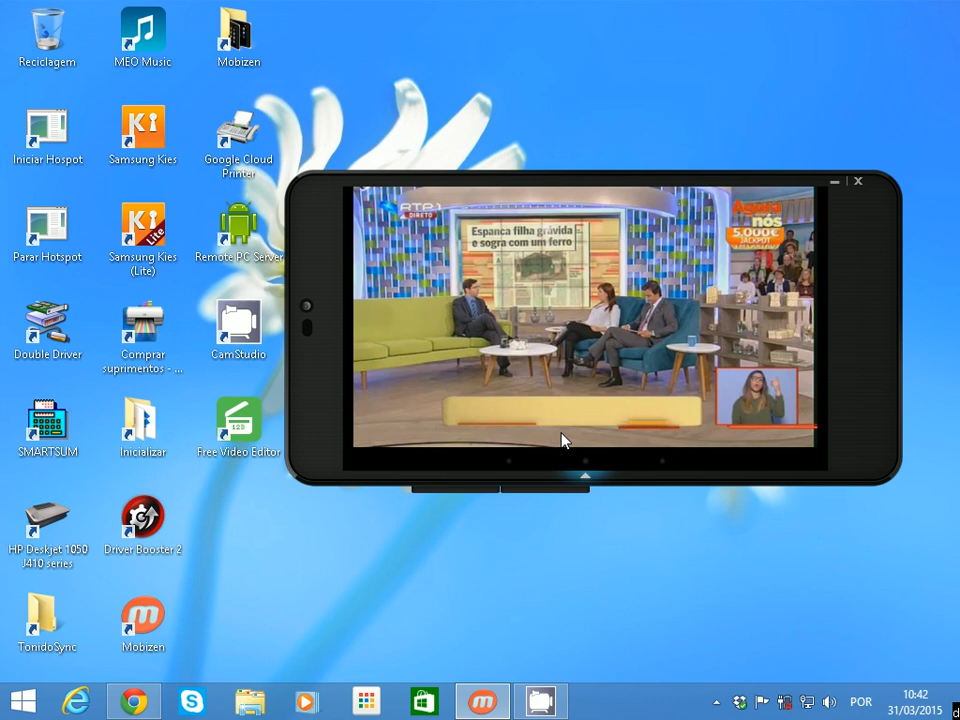 Reciclagem
MEO Music
Mobizen
Iniciar Hospot
Samsung Kies
Google Cloud
Printer
Parar Hotspot
Samsung Kies
(Lite)
Remote PC Server
Double Driver
Comprar
suprimentos - ...
CamStudio
SMARTSUM
Inicializar
Free Video Editor
HP Deskjet 1050
J410 series
Driver Booster 2
TonidoSync
Mobizen
RTP1
DIRETO
Espanca filha grávida
e sogra com um ferro
Agora
nós
5.000€
JACKPOT
POR
10:42
31/03/2015